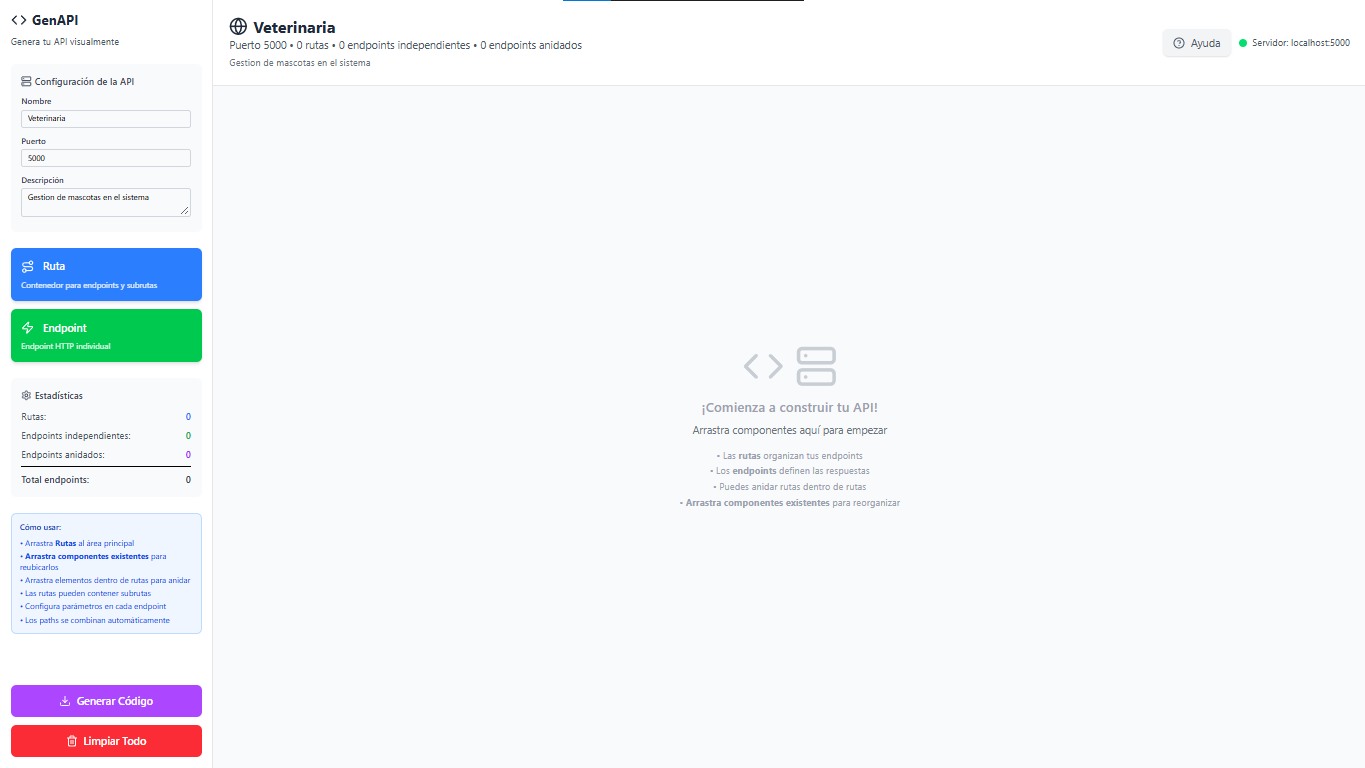 GenAPI
Genera tu API visualmente
Configuración de la API
Nombre
Veterinaria
Puerto
5000
Descripción
Gestion de mascotas en el sistema
Ruta
Contenedor para endpoints y subrutas
Endpoint
Endpoint HTTP individual
Estadísticas
Rutas: 0
Endpoints independientes: 0
Endpoints anidados: 0
Total endpoints: 0
Cómo usar:
• Arrastra Rutas al área principal
• Arrastra componentes existentes para
reubicarlos
• Arrastra elementos dentro de rutas para anidar
• Las rutas pueden contener subrutas
• Configura parámetros en cada endpoint
• Los paths se combinan automáticamente
Generar Código
Limpiar Todo
Veterinaria
Puerto 5000 • 0 rutas • 0 endpoints independientes • 0 endpoints anidados
Gestion de mascotas en el sistema
Ayuda
Servidor: localhost:5000
¡Comienza a construir tu API!
Arrastra componentes aquí para empezar
• Las rutas organizan tus endpoints
• Los endpoints definen las respuestas
• Puedes anidar rutas dentro de rutas
• Arrastra componentes existentes para reorganizar